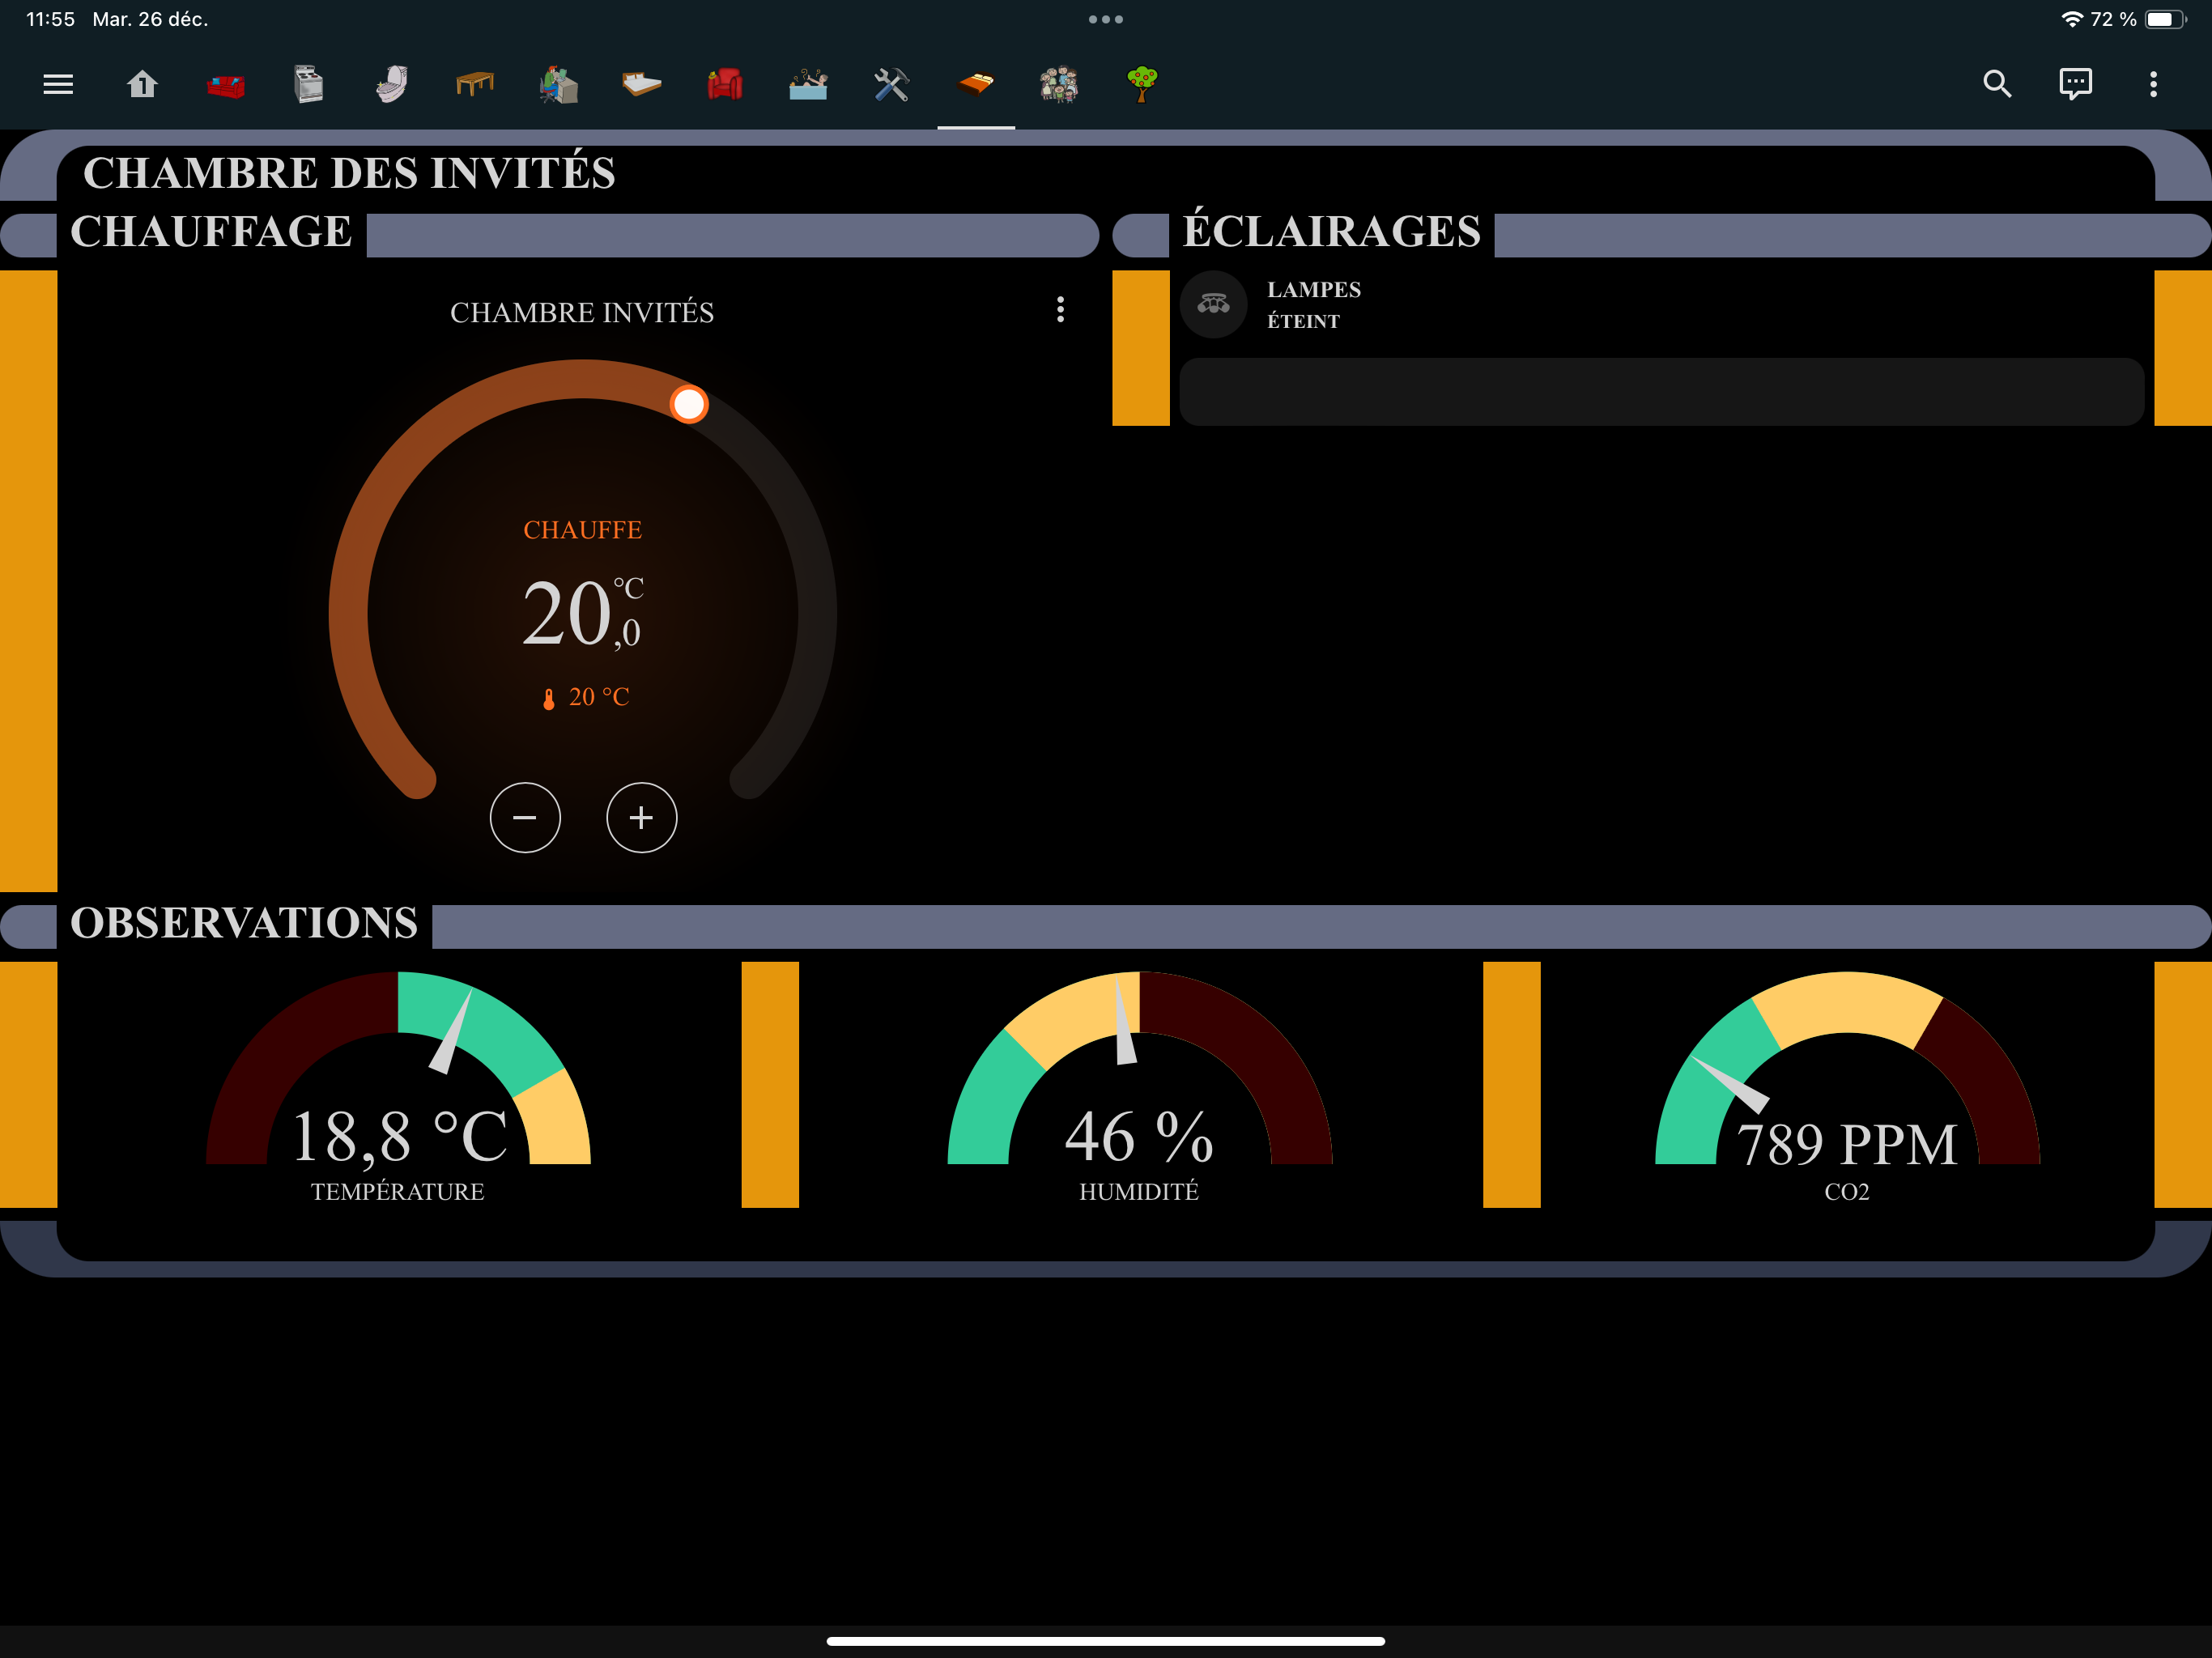 11:55 Mar. 26 déc.
72 %
1
CHAMBRE DES INVITÉS
CHAUFFAGE
ÉCLAIRAGES
CHAMBRE INVITÉS
LAMPES
ÉTEINT
CHAUFFE
20,0 °C
20 °C
OBSERVATIONS
18,8 °C
46 %
789 PPM
TEMPÉRATURE
HUMIDITÉ
CO2